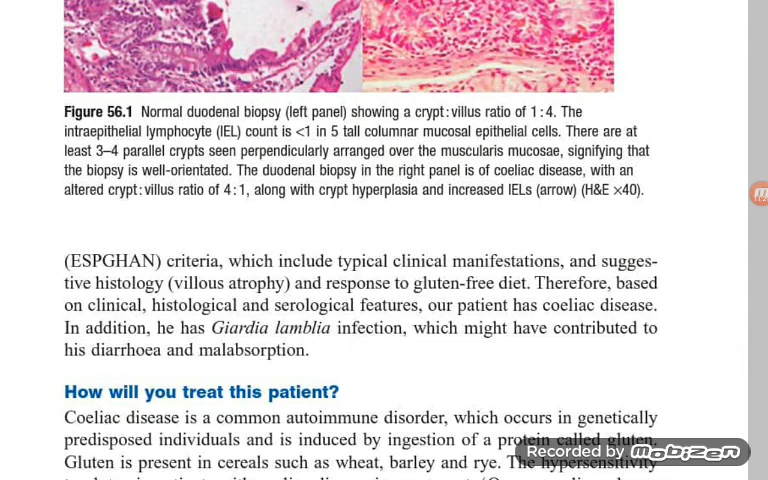 Figure 56.1 Normal duodenal biopsy (left panel) showing a crypt:villus ratio of 1:4. The
intraepithelial lymphocyte (IEL) count is <1 in 5 tall columnar mucosal epithelial cells. There are at
least 3–4 parallel crypts seen perpendicularly arranged over the muscularis mucosae, signifying that
the biopsy is well-orientated. The duodenal biopsy in the right panel is of coeliac disease, with an
altered crypt:villus ratio of 4:1, along with crypt hyperplasia and increased IELs (arrow) (H&E ×40).
(ESPGHAN) criteria, which include typical clinical manifestations, and sugges-
tive histology (villous atrophy) and response to gluten-free diet. Therefore, based
on clinical, histological and serological features, our patient has coeliac disease.
In addition, he has Giardia lamblia infection, which might have contributed to
his diarrhoea and malabsorption.
How will you treat this patient?
Coeliac disease is a common autoimmune disorder, which occurs in genetically
predisposed individuals and is induced by ingestion of a protein called gluten.
Gluten is present in cereals such as wheat, barley and rye. The hypersensitivity
Recorded by Mobizen